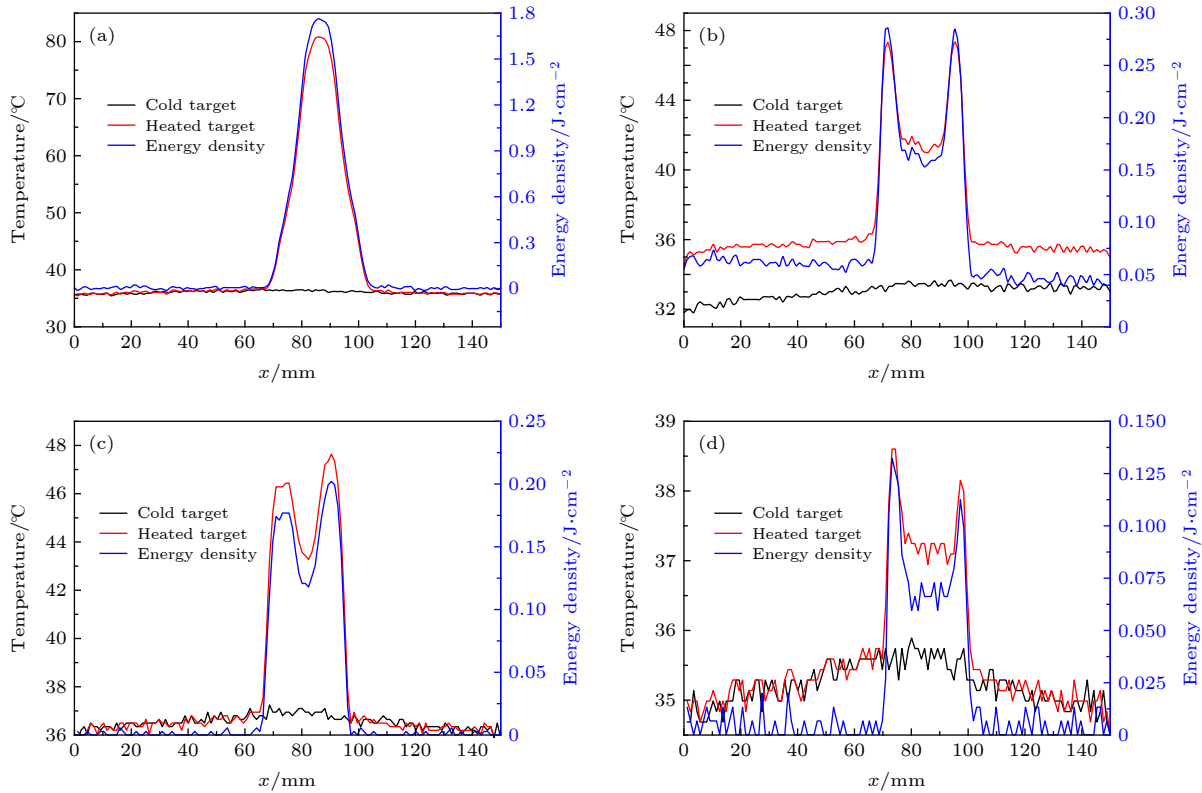 (a)
Cold target
Heated target
Energy density
Temperature/℃
80
70
60
50
40
30
1.8
1.5
1.2
0.9
0.6
0.3
0
Energy density/J·cm−2
0 20 40 60 80 100 120 140
x/mm
(b)
Cold target
Heated target
Energy density
Temperature/℃
48
44
40
36
32
0.30
0.25
0.20
0.15
0.10
0.05
0
Energy density/J·cm−2
0 20 40 60 80 100 120 140
x/mm
(c)
Cold target
Heated target
Energy density
Temperature/℃
48
46
44
42
40
38
36
0.25
0.20
0.15
0.10
0.05
0
Energy density/J·cm−2
0 20 40 60 80 100 120 140
x/mm
(d)
Cold target
Heated target
Energy density
Temperature/℃
39
38
37
36
35
0.150
0.125
0.100
0.075
0.050
0.025
0
Energy density/J·cm−2
0 20 40 60 80 100 120 140
x/mm